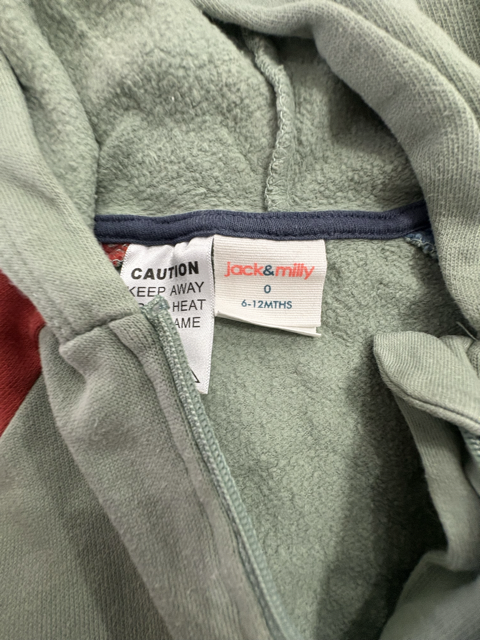 CAUTION
KEEP AWAY
HEAT
jack&milly
0
6-12MTHS